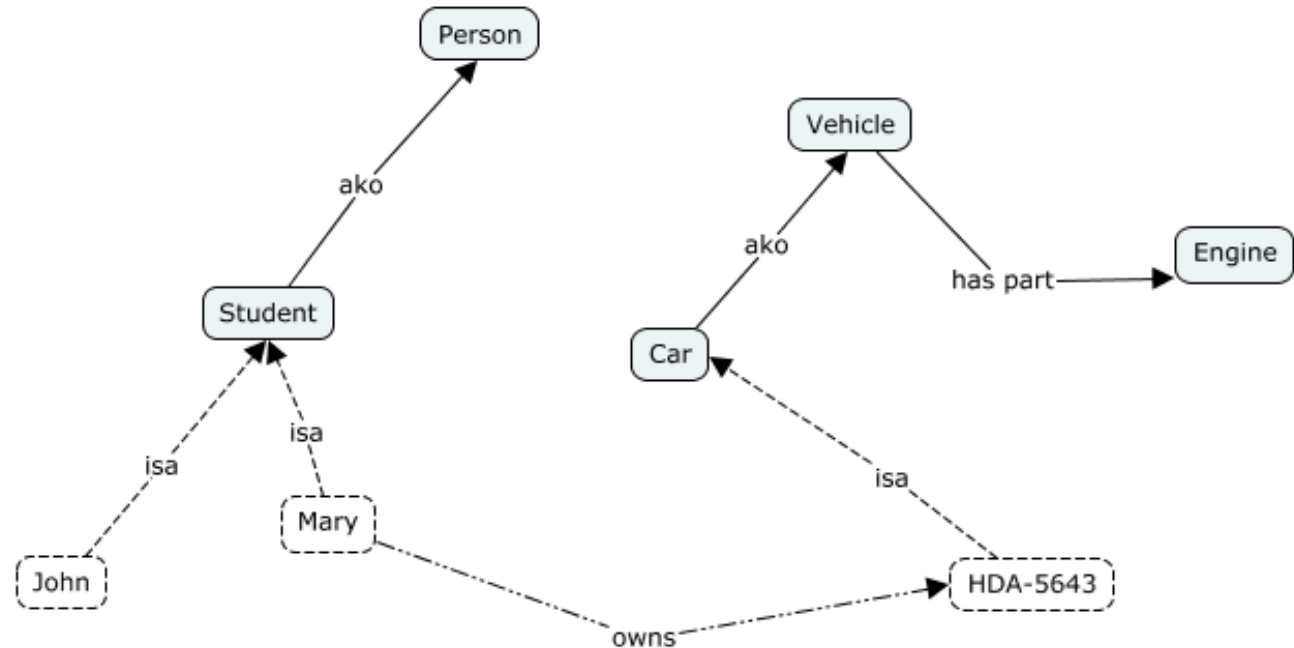 Person
Vehicle
ako
ako
Engine
has part
Student
Car
isa
isa
isa
Mary
John
HDA-5643
owns